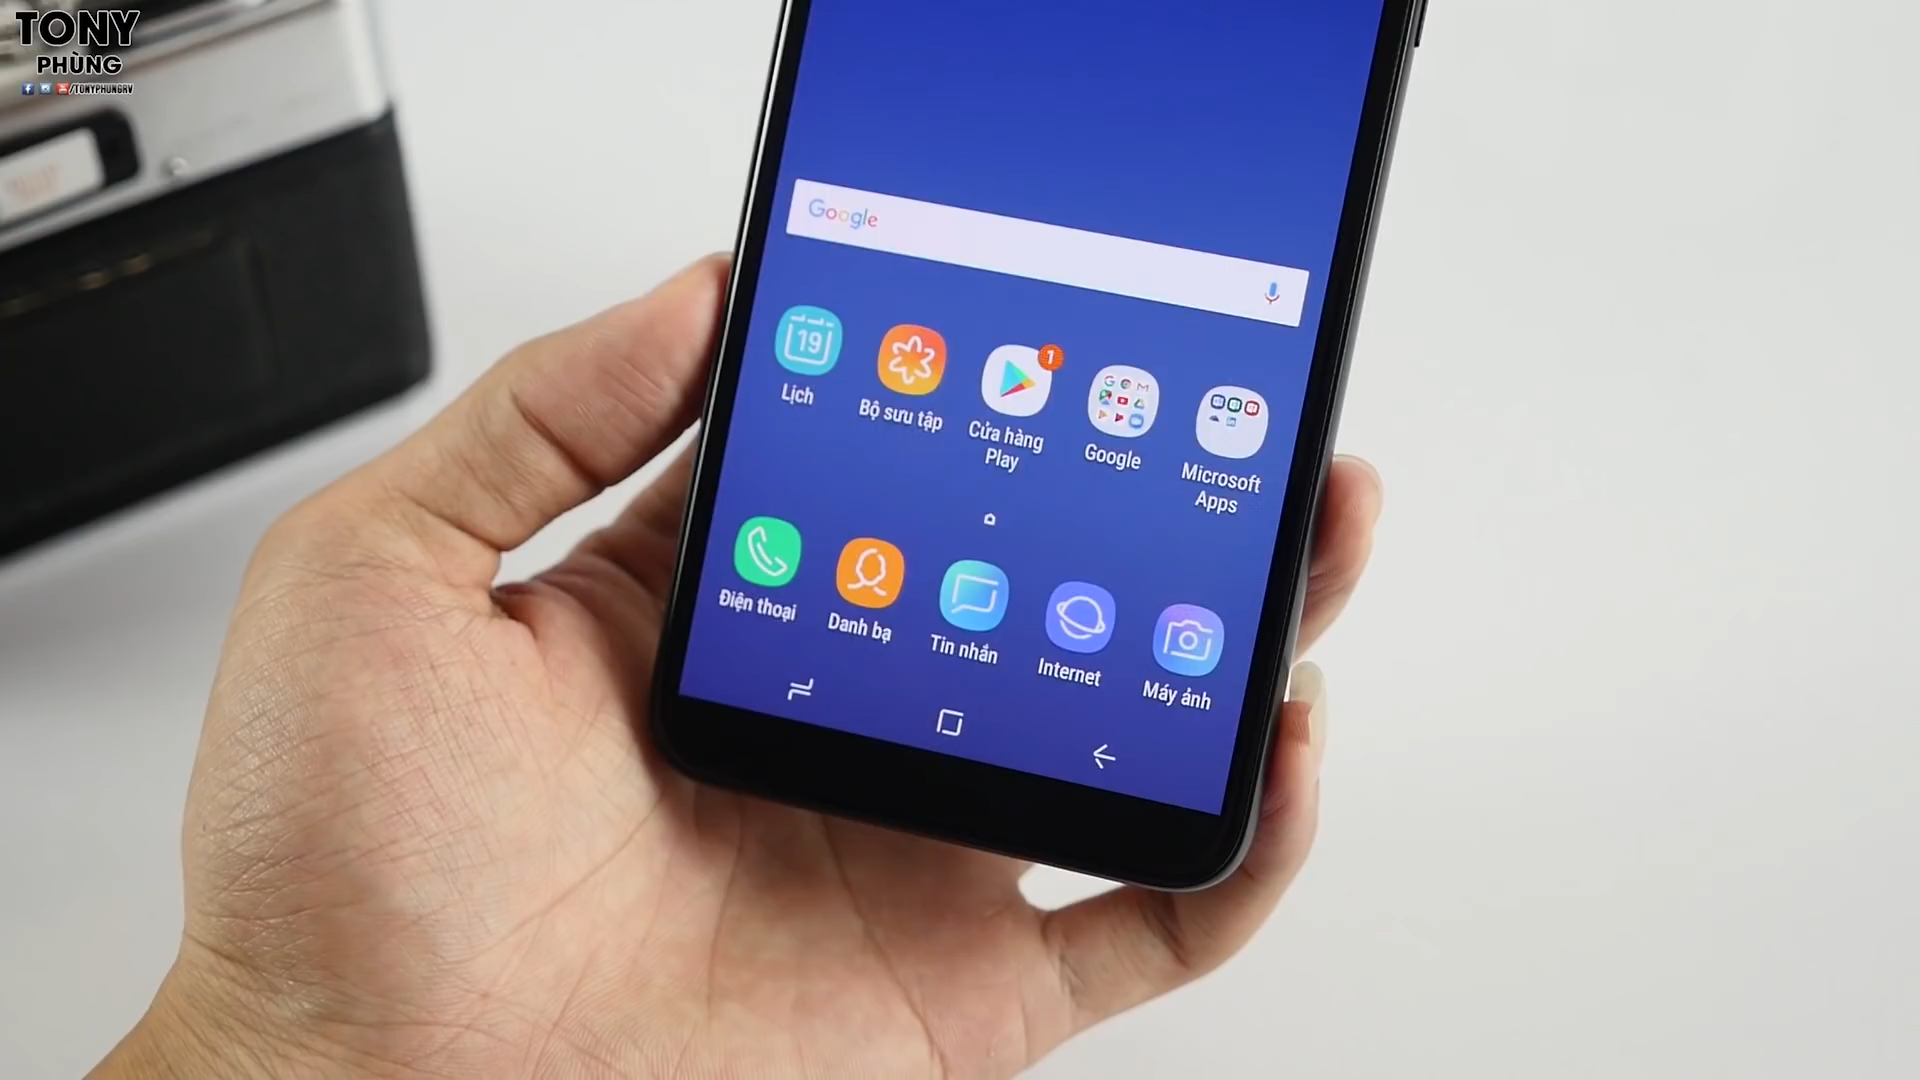 TONY
PHÙNG
/TONYPHUNGRV
Google
19
1
Lịch
Bộ sưu tập
Cửa hàng
Play
Google
Microsoft
Apps
Điện thoại
Danh bạ
Tin nhắn
Internet
Máy ảnh